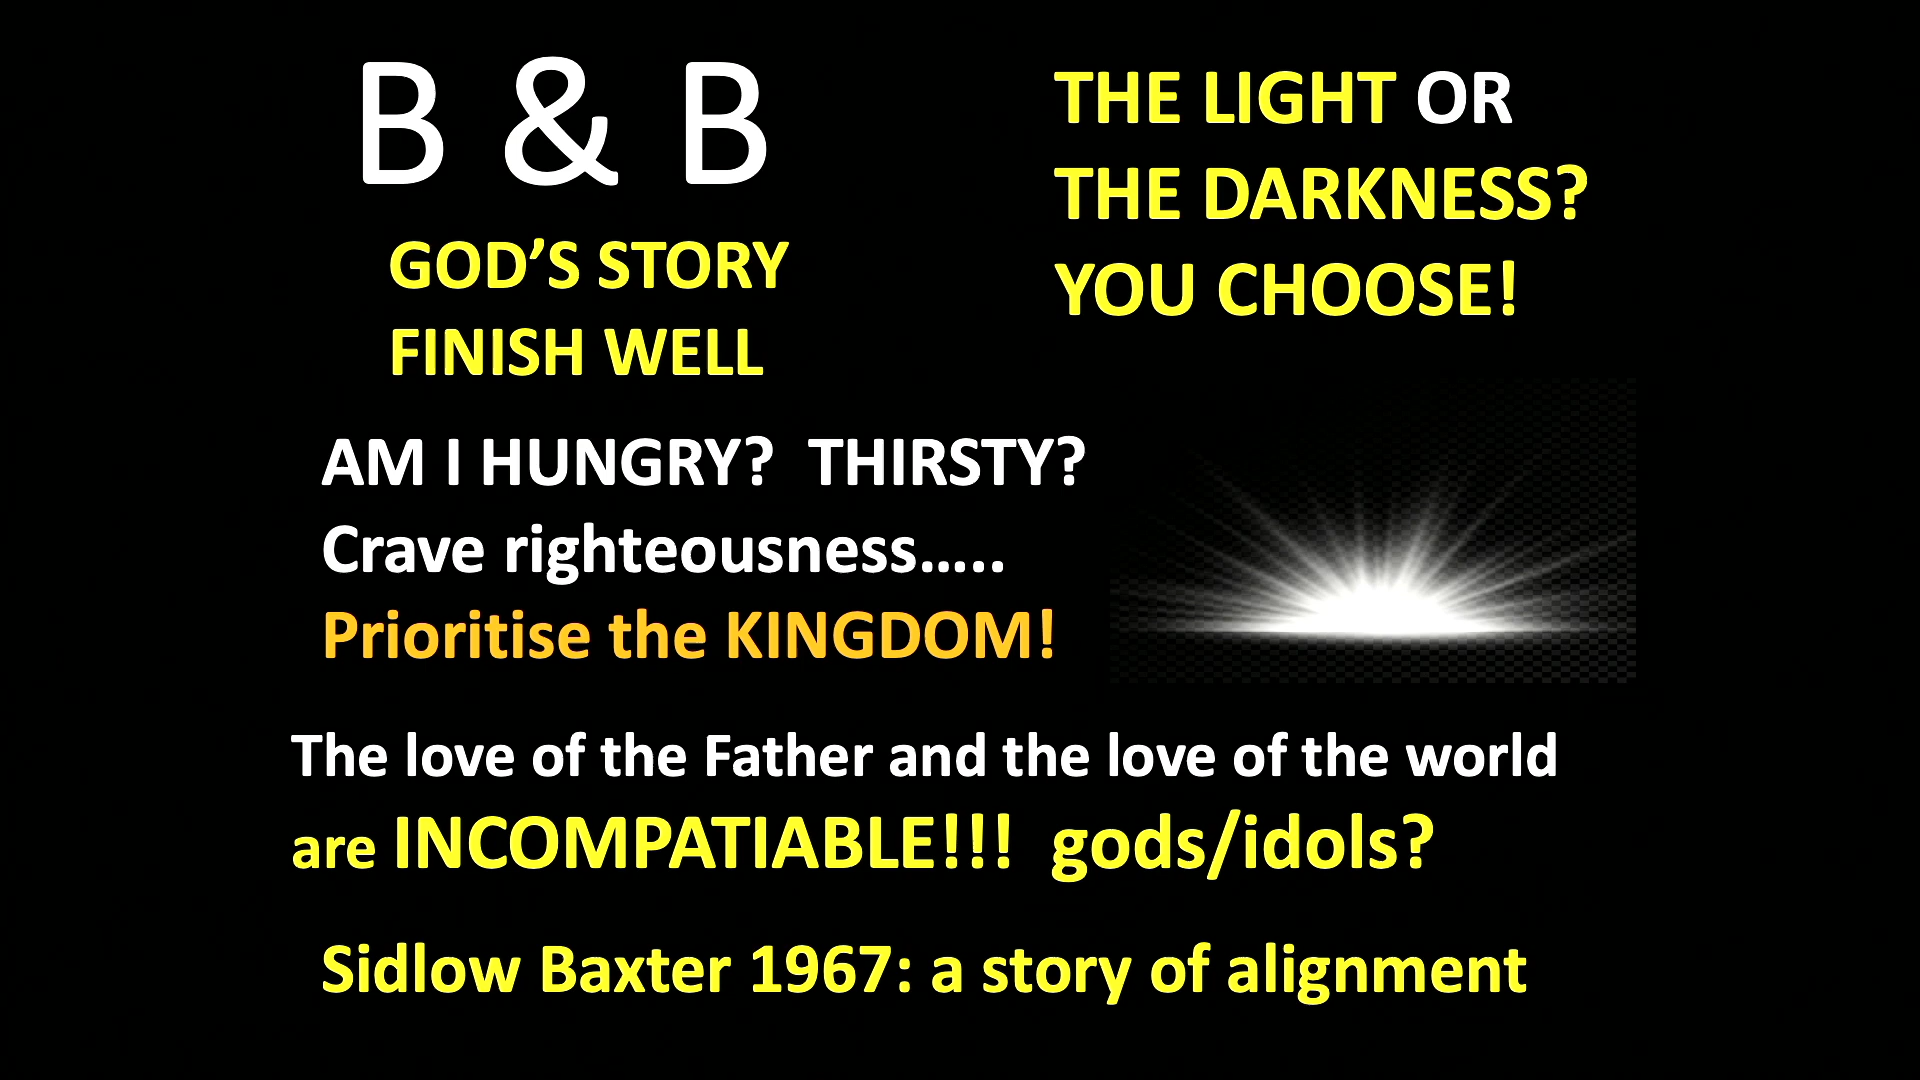 B & B
GOD’S STORY
FINISH WELL
THE LIGHT OR
THE DARKNESS?
YOU CHOOSE!
AM I HUNGRY?  THIRSTY?
Crave righteousness…..
Prioritise the KINGDOM!
The love of the Father and the love of the world
are INCOMPATIABLE!!!  gods/idols?
Sidlow Baxter 1967: a story of alignment